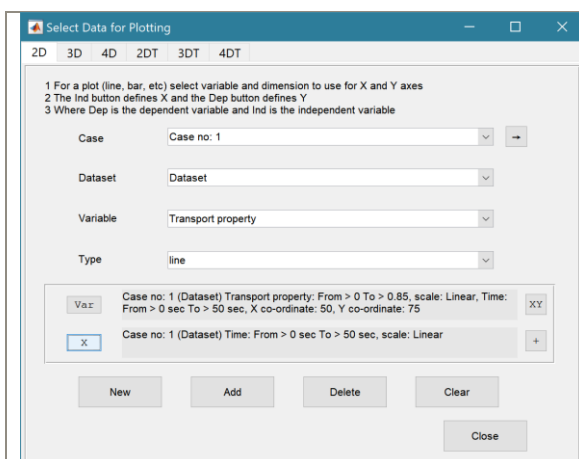 Select Data for Plotting
2D 3D 4D 2DT 3DT 4DT
1 For a plot (line, bar, etc) select variable and dimension to use for X and Y axes
2 The Ind button defines X and the Dep button defines Y
3 Where Dep is the dependent variable and Ind is the independent variable
Case Case no: 1 →
Dataset Dataset
Variable Transport property
Type line
Var Case no: 1 (Dataset) Transport property: From > 0 To > 0.85, scale: Linear, Time: XY
From > 0 sec To > 50 sec, X co-ordinate: 50, Y co-ordinate: 75
X Case no: 1 (Dataset) Time: From > 0 sec To > 50 sec, scale: Linear +
New Add Delete Clear
Close